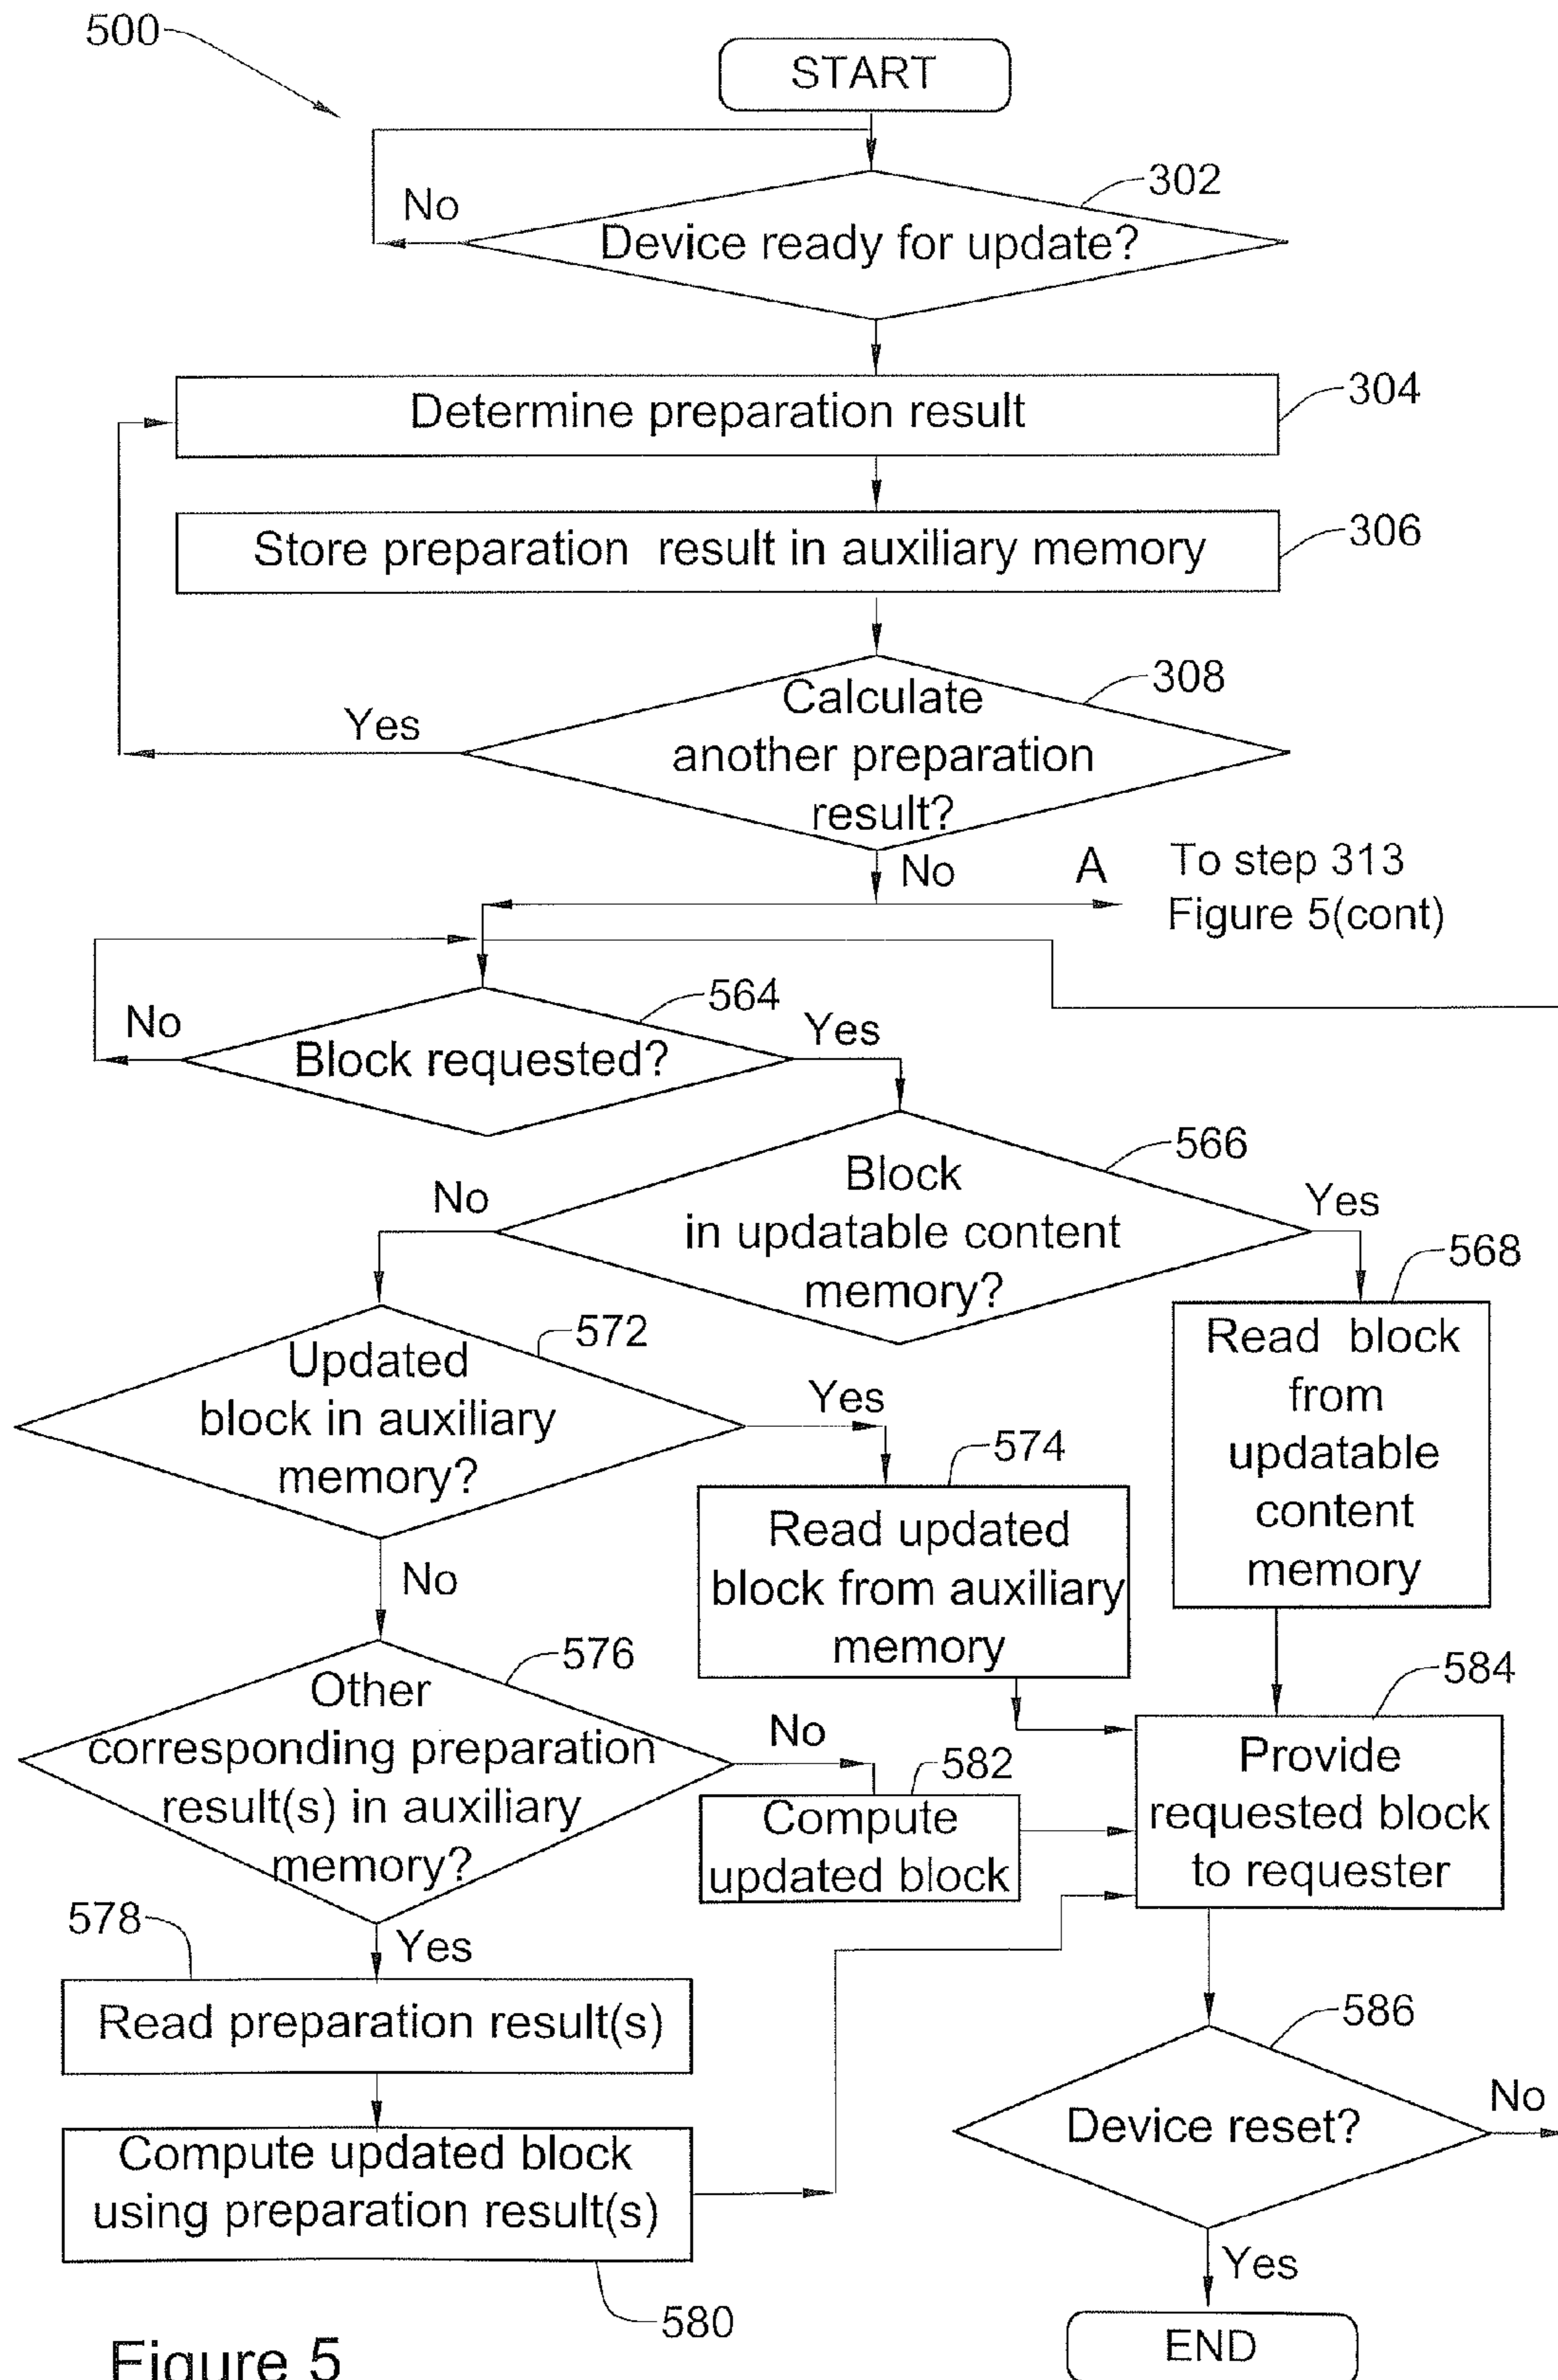 500
START
302
No
Device ready for update?
304
Determine preparation result
306
Store preparation result in auxiliary memory
308
Calculate
another preparation
result?
Yes
No
A
To step 313
Figure 5(cont)
564
No
Block requested?
Yes
566
Block
in updatable content
memory?
No
Yes
568
Read block
from
updatable
content
memory
572
Updated
block in auxiliary
memory?
Yes
574
Read updated
block from auxiliary
memory
No
576
Other
corresponding preparation
result(s) in auxiliary
memory?
No
582
Compute
updated block
584
Provide
requested block
to requester
578
Yes
Read preparation result(s)
586
Device reset?
No
Compute updated block
using preparation result(s)
580
Yes
END
Figure 5